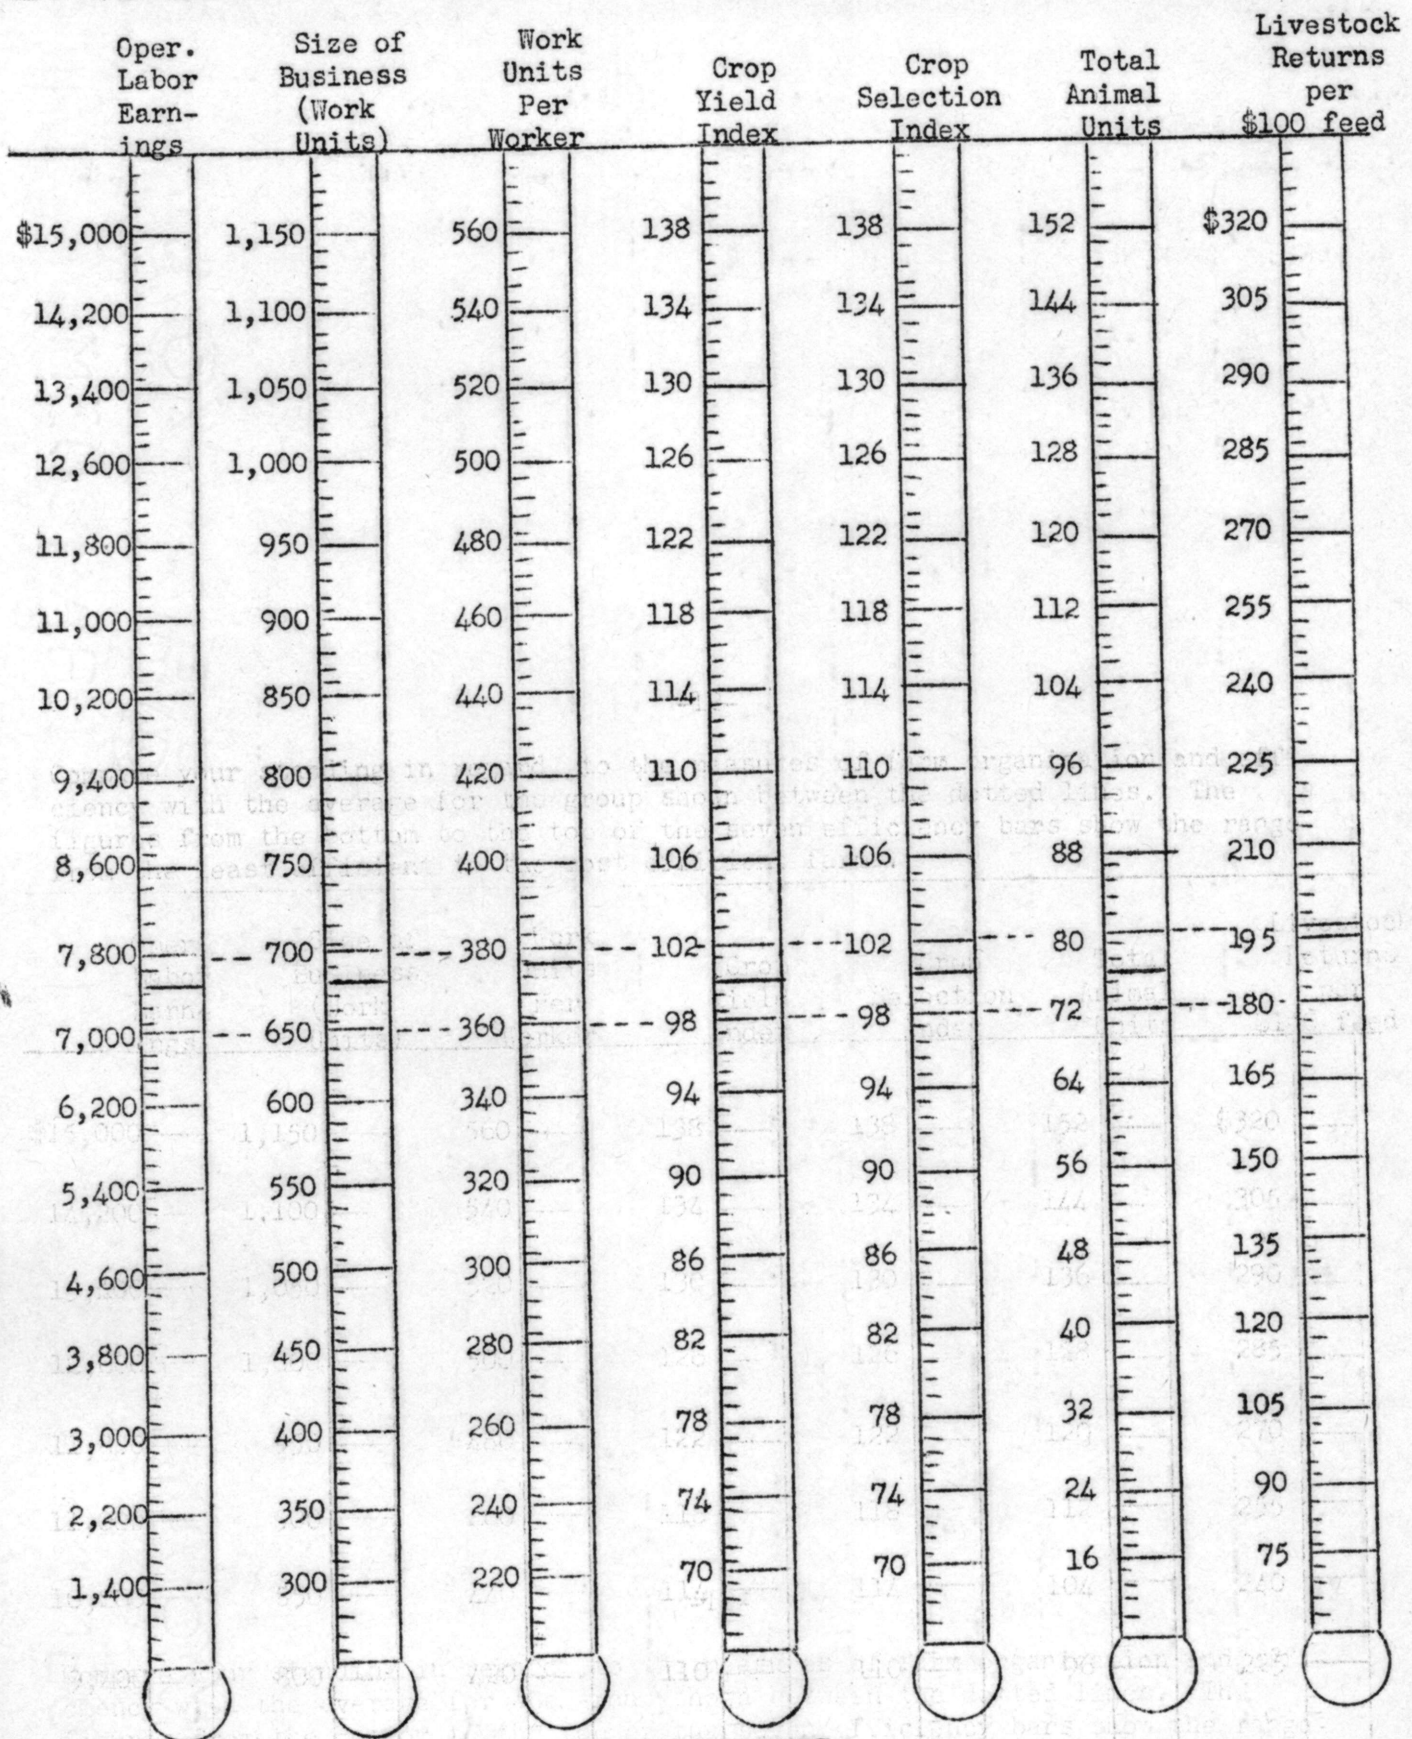 Oper. Labor Earn- ings
Size of Business (Work Units)
Work Units Per Worker
Crop Yield Index
Crop Selection Index
Total Animal Units
Livestock Returns per $100 feed
$15,000 1,150 560 138 138 152 $320
14,200 1,100 540 134 134 144 305
13,400 1,050 520 130 130 136 290
12,600 1,000 500 126 126 128 285
11,800 950 480 122 122 120 270
11,000 900 460 118 118 112 255
10,200 850 440 114 114 104 240
9,400 800 420 110 110 96 225
8,600 750 400 106 106 88 210
7,800 700 380 102 102 80 195
7,000 650 360 98 98 72 180
6,200 600 340 94 94 64 165
5,400 550 320 90 90 56 150
4,600 500 300 86 86 48 135
3,800 450 280 82 82 40 120
3,000 400 260 78 78 32 105
2,200 350 240 74 74 24 90
1,400 300 220 70 70 16 75